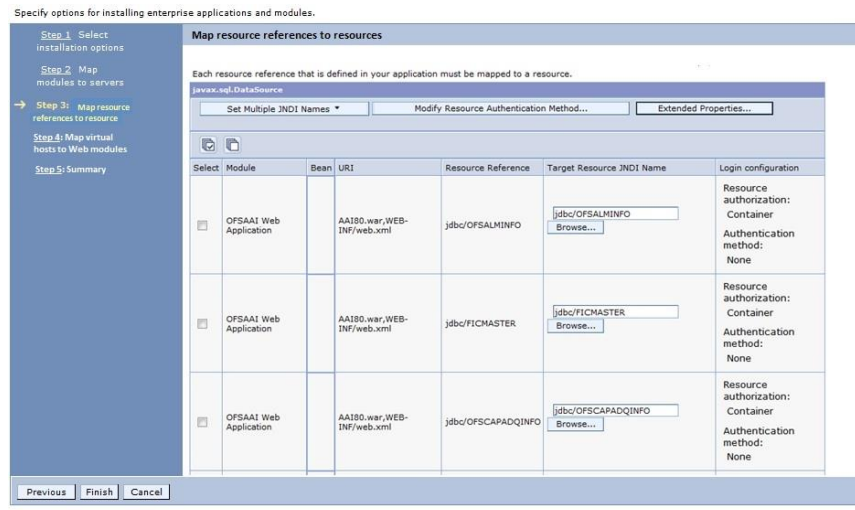 Specify options for installing enterprise applications and modules.
Step 1 Select
installation options
Step 2 Map
modules to servers
Step 3: Map resource
references to resource
Step 4: Map virtual
hosts to Web modules
Step 5: Summary
Map resource references to resources
Each resource reference that is defined in your application must be mapped to a resource.
javax.sql.DataSource
Set Multiple JNDI Names
Modify Resource Authentication Method...
Extended Properties...
Select Module Bean URI Resource Reference Target Resource JNDI Name Login configuration
OFSAAI Web
Application
AAI80.war,WEB-
INF/web.xml
jdbc/OFSALMINFO
jdbc/OFSALMINFO
Browse...
Resource
authorization:
Container
Authentication
method:
None
OFSAAI Web
Application
AAI80.war,WEB-
INF/web.xml
jdbc/FICMASTER
jdbc/FICMASTER
Browse...
Resource
authorization:
Container
Authentication
method:
None
OFSAAI Web
Application
AAI80.war,WEB-
INF/web.xml
jdbc/OFSCAPADQINFO
jdbc/OFSCAPADQINFO
Browse...
Resource
authorization:
Container
Authentication
method:
None
Previous Finish Cancel